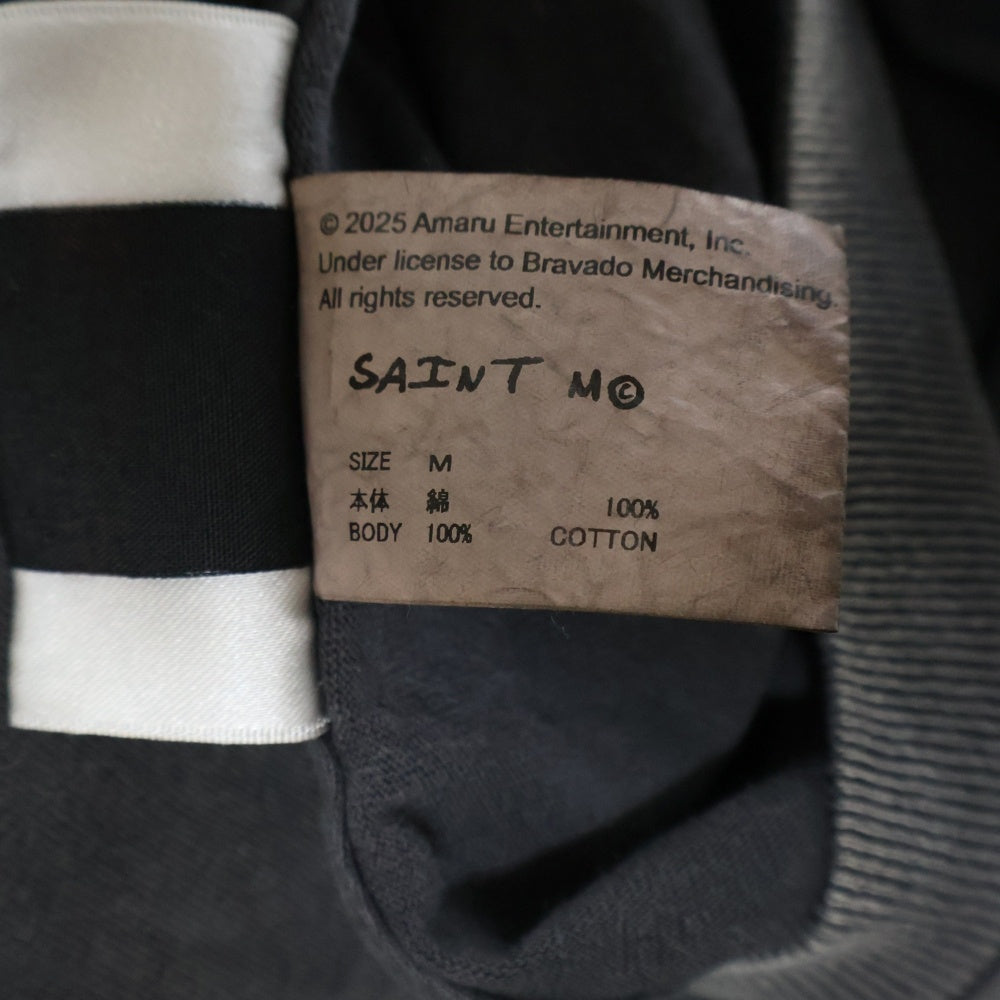 © 2025 Amaru Entertainment, Inc.
Under license to Bravado Merchandising.
All rights reserved.
SAINT M©
SIZE M
本体 綿 100%
BODY 100% COTTON